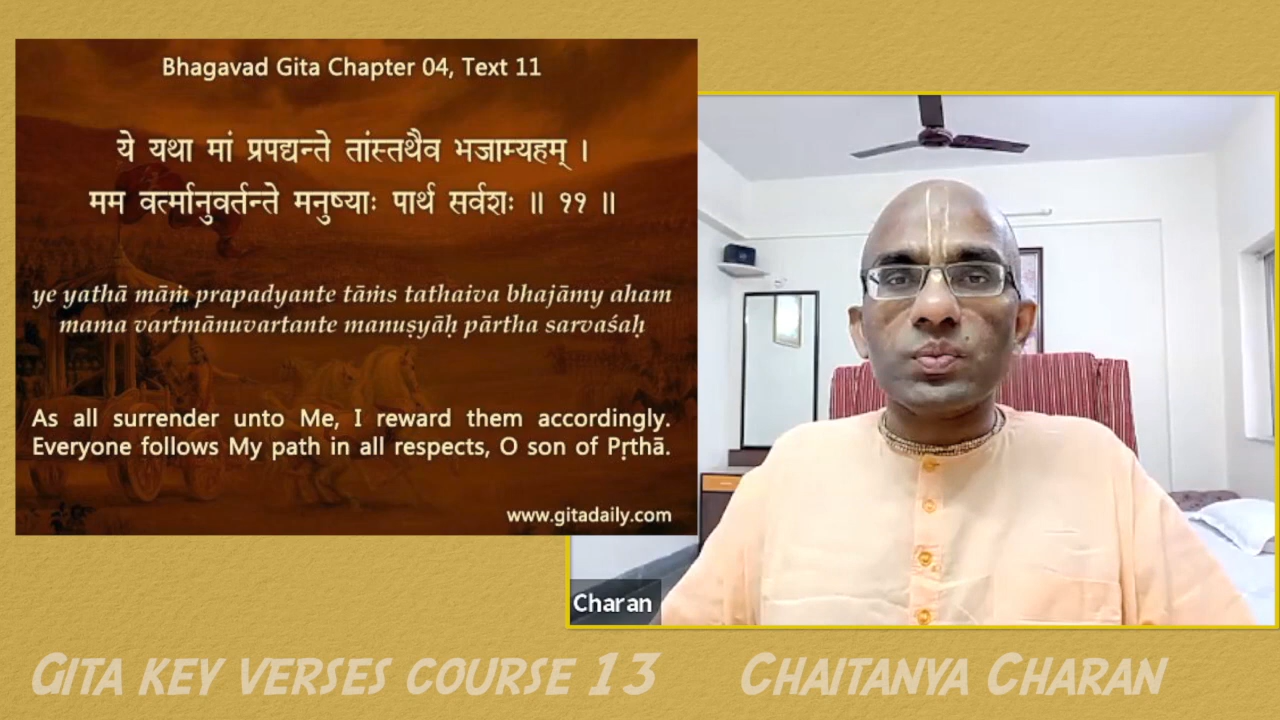 Bhagavad Gita Chapter 04, Text 11
ये यथा मां प्रपद्यन्ते तांस्तथैव भजाम्यहम् ।
मम वर्त्मानुवर्तन्ते मनुष्याः पार्थ सर्वशः ॥ ११ ॥
ye yathā māṁ prapadyante tāṁs tathaiva bhajāmy aham
mama vartmānuvartante manuṣyāḥ pārtha sarvaśaḥ
As all surrender unto Me, I reward them accordingly.
Everyone follows My path in all respects, O son of Pṛthā.
www.gitadaily.com
Charan
Gita key verses course 13
Chaitanya Charan